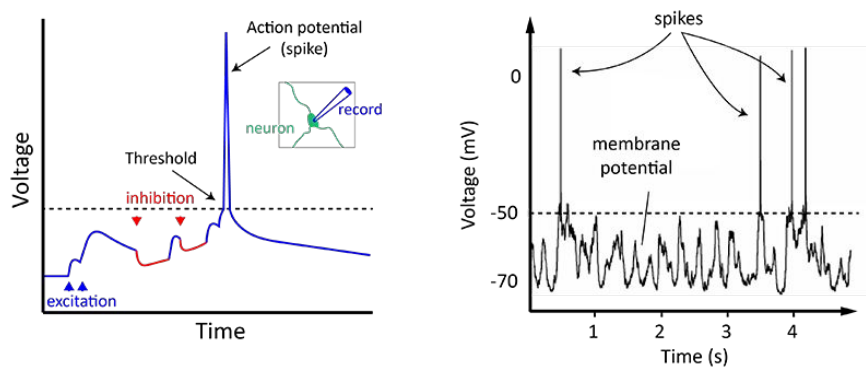 Action potential
(spike)
record
neuron
Threshold
inhibition
excitation
Voltage
Time
spikes
membrane
potential
0
-50
-70
Voltage (mV)
1 2 3 4
Time (s)